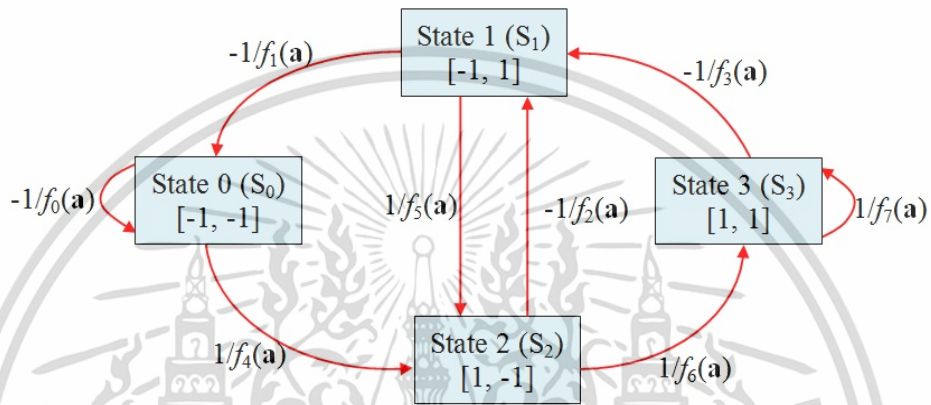 State 1 (S₁)
[-1, 1]
-1/f₁(a)
-1/f₃(a)
State 0 (S₀)
[-1, -1]
-1/f₀(a)
1/f₅(a)
-1/f₂(a)
State 3 (S₃)
[1, 1]
1/f₇(a)
State 2 (S₂)
[1, -1]
1/f₄(a)
1/f₆(a)